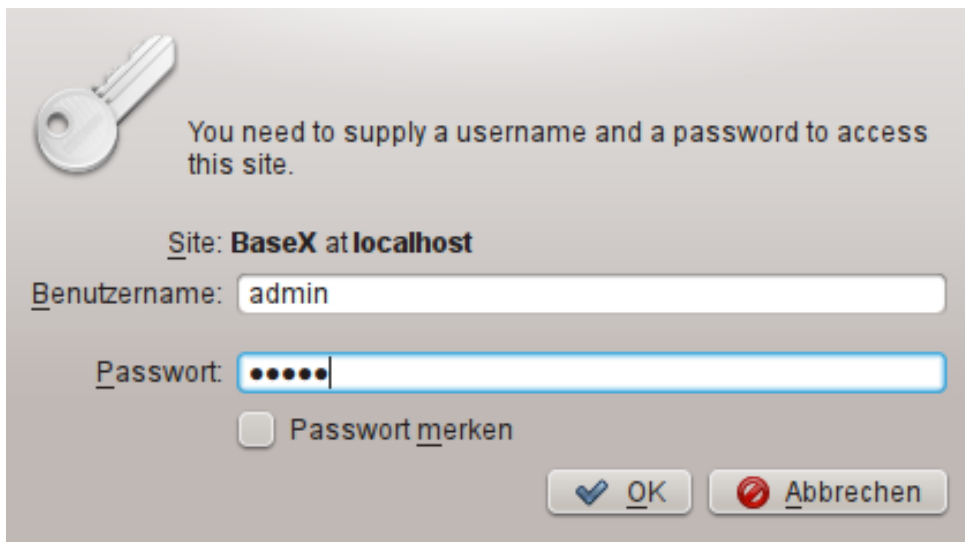 You need to supply a username and a password to access
this site.
Site: BaseX at localhost
Benutzername: admin
Passwort: •••••
Passwort merken
OK Abbrechen